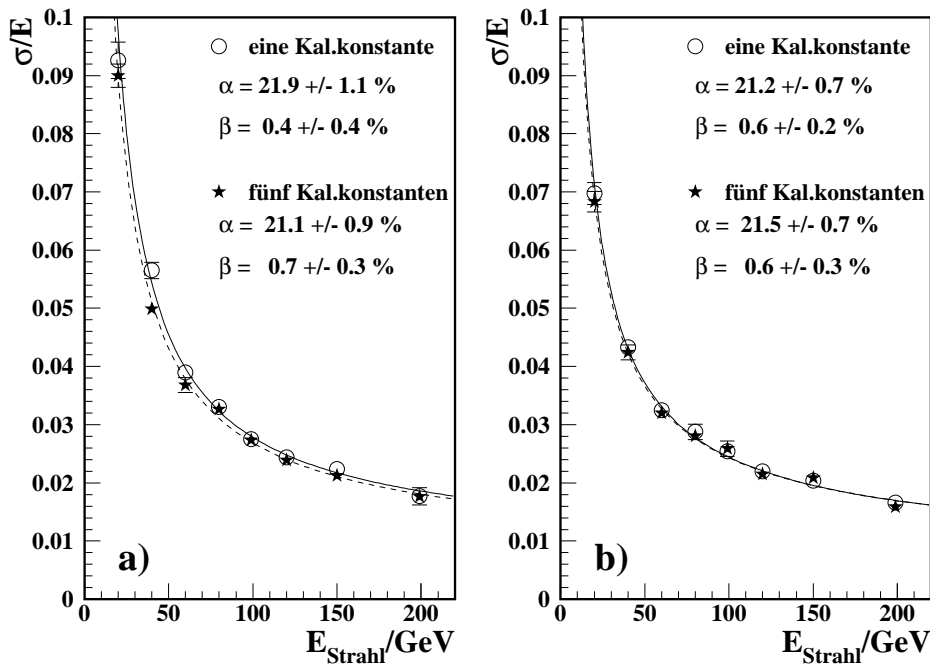 σ/E
0.1
0.09
0.08
0.07
0.06
0.05
0.04
0.03
0.02
0.01
0
eine Kal.konstante
α = 21.9 +/- 1.1 %
β = 0.4 +/- 0.4 %
fünf Kal.konstanten
α = 21.1 +/- 0.9 %
β = 0.7 +/- 0.3 %
a)
0 50 100 150 200
E_Strahl/GeV
σ/E
0.1
0.09
0.08
0.07
0.06
0.05
0.04
0.03
0.02
0.01
0
eine Kal.konstante
α = 21.2 +/- 0.7 %
β = 0.6 +/- 0.2 %
fünf Kal.konstanten
α = 21.5 +/- 0.7 %
β = 0.6 +/- 0.3 %
b)
0 50 100 150 200
E_Strahl/GeV